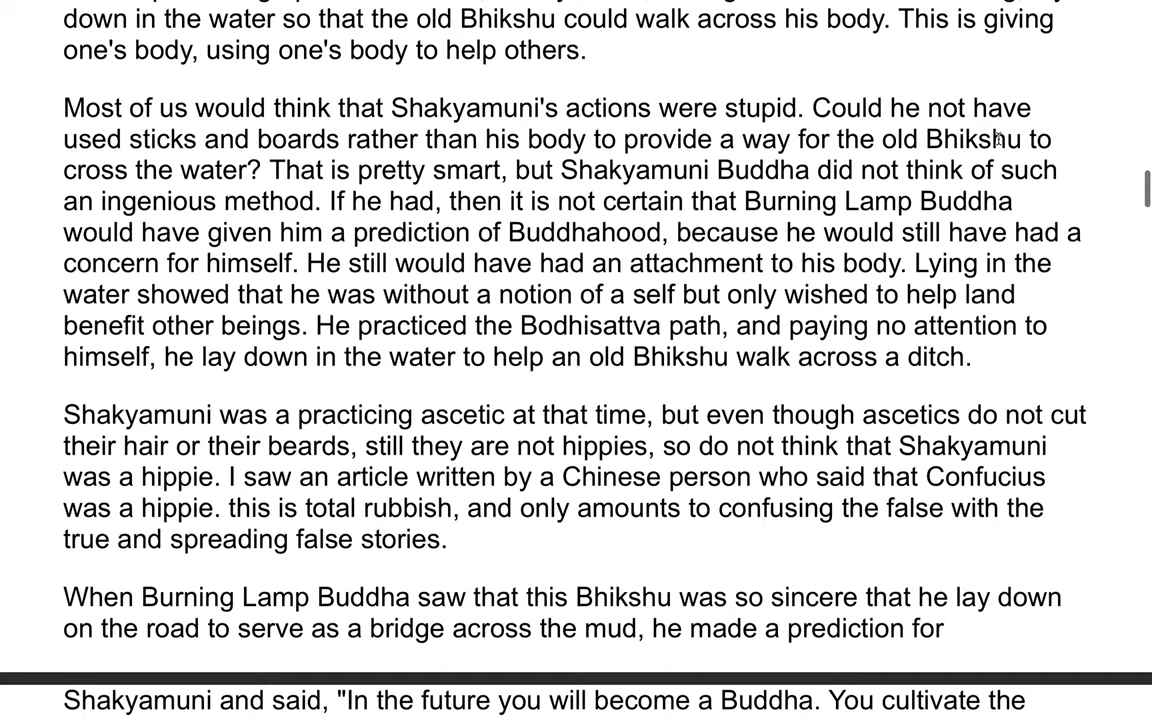 down in the water so that the old Bhikshu could walk across his body. This is giving
one's body, using one's body to help others.
Most of us would think that Shakyamuni's actions were stupid. Could he not have
used sticks and boards rather than his body to provide a way for the old Bhikshu to
cross the water? That is pretty smart, but Shakyamuni Buddha did not think of such
an ingenious method. If he had, then it is not certain that Burning Lamp Buddha
would have given him a prediction of Buddhahood, because he would still have had a
concern for himself. He still would have had an attachment to his body. Lying in the
water showed that he was without a notion of a self but only wished to help land
benefit other beings. He practiced the Bodhisattva path, and paying no attention to
himself, he lay down in the water to help an old Bhikshu walk across a ditch.
Shakyamuni was a practicing ascetic at that time, but even though ascetics do not cut
their hair or their beards, still they are not hippies, so do not think that Shakyamuni
was a hippie. I saw an article written by a Chinese person who said that Confucius
was a hippie. this is total rubbish, and only amounts to confusing the false with the
true and spreading false stories.
When Burning Lamp Buddha saw that this Bhikshu was so sincere that he lay down
on the road to serve as a bridge across the mud, he made a prediction for
Shakyamuni and said, "In the future you will become a Buddha. You cultivate the